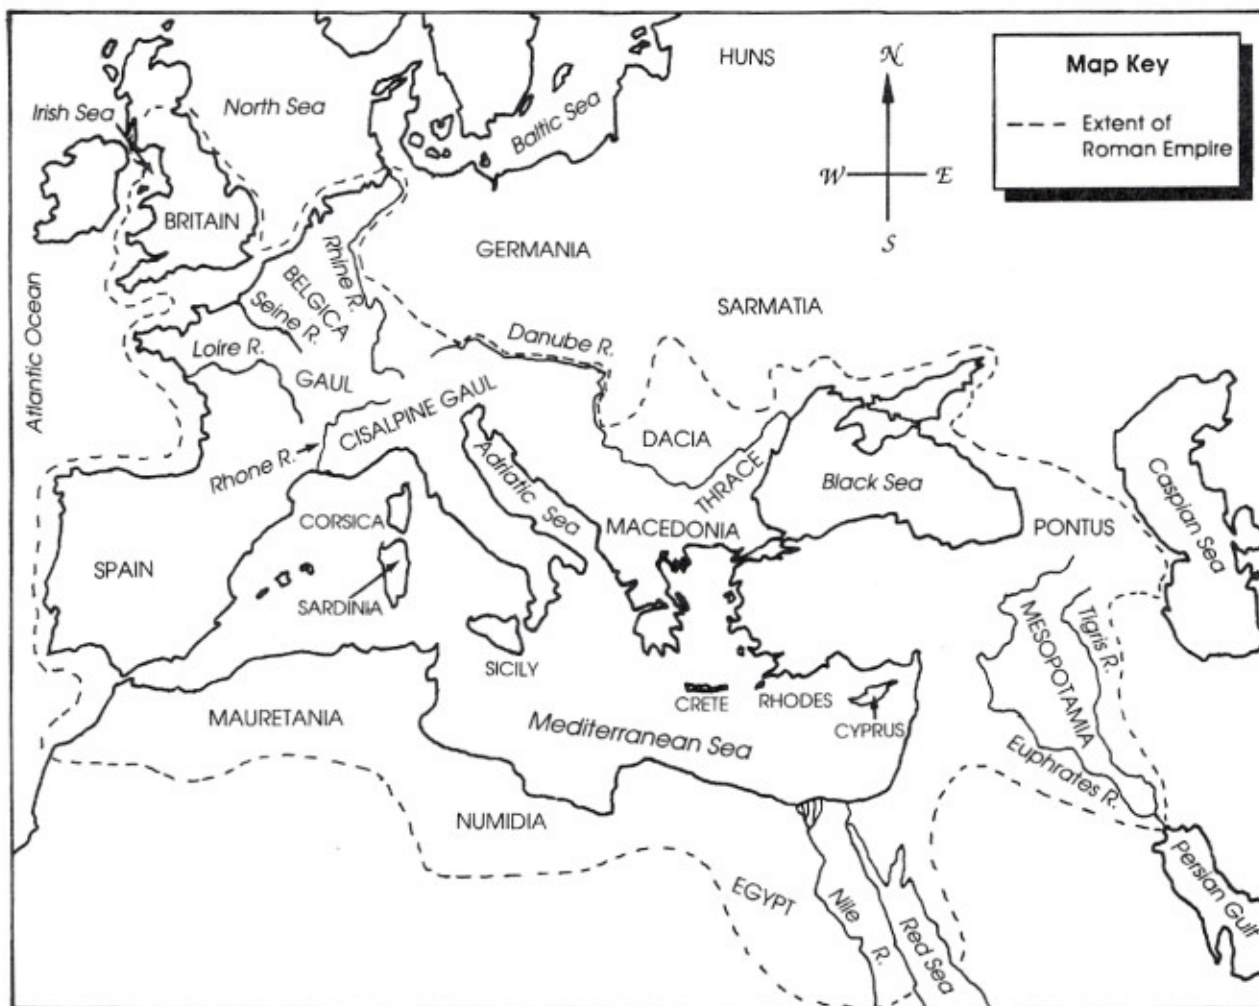 HUNS
N
Map Key
Irish Sea
North Sea
Baltic Sea
Extent of
Roman Empire
W
E
BRITAIN
S
GERMANIA
Rhine R.
BELGICA
Seine R.
SARMATIA
Atlantic Ocean
Loire R.
Danube R.
GAUL
CISALPINE GAUL
DACIA
Rhone R.
Adriatic Sea
THRACE
Black Sea
Caspian Sea
CORSICA
MACEDONIA
PONTUS
SPAIN
SARDINIA
MESOPOTAMIA
Tigris R.
SICILY
MAURETANIA
CRETE
RHODES
CYPRUS
Mediterranean Sea
Euphrates R.
NUMIDIA
EGYPT
Nile R.
Red Sea
Persian Gulf